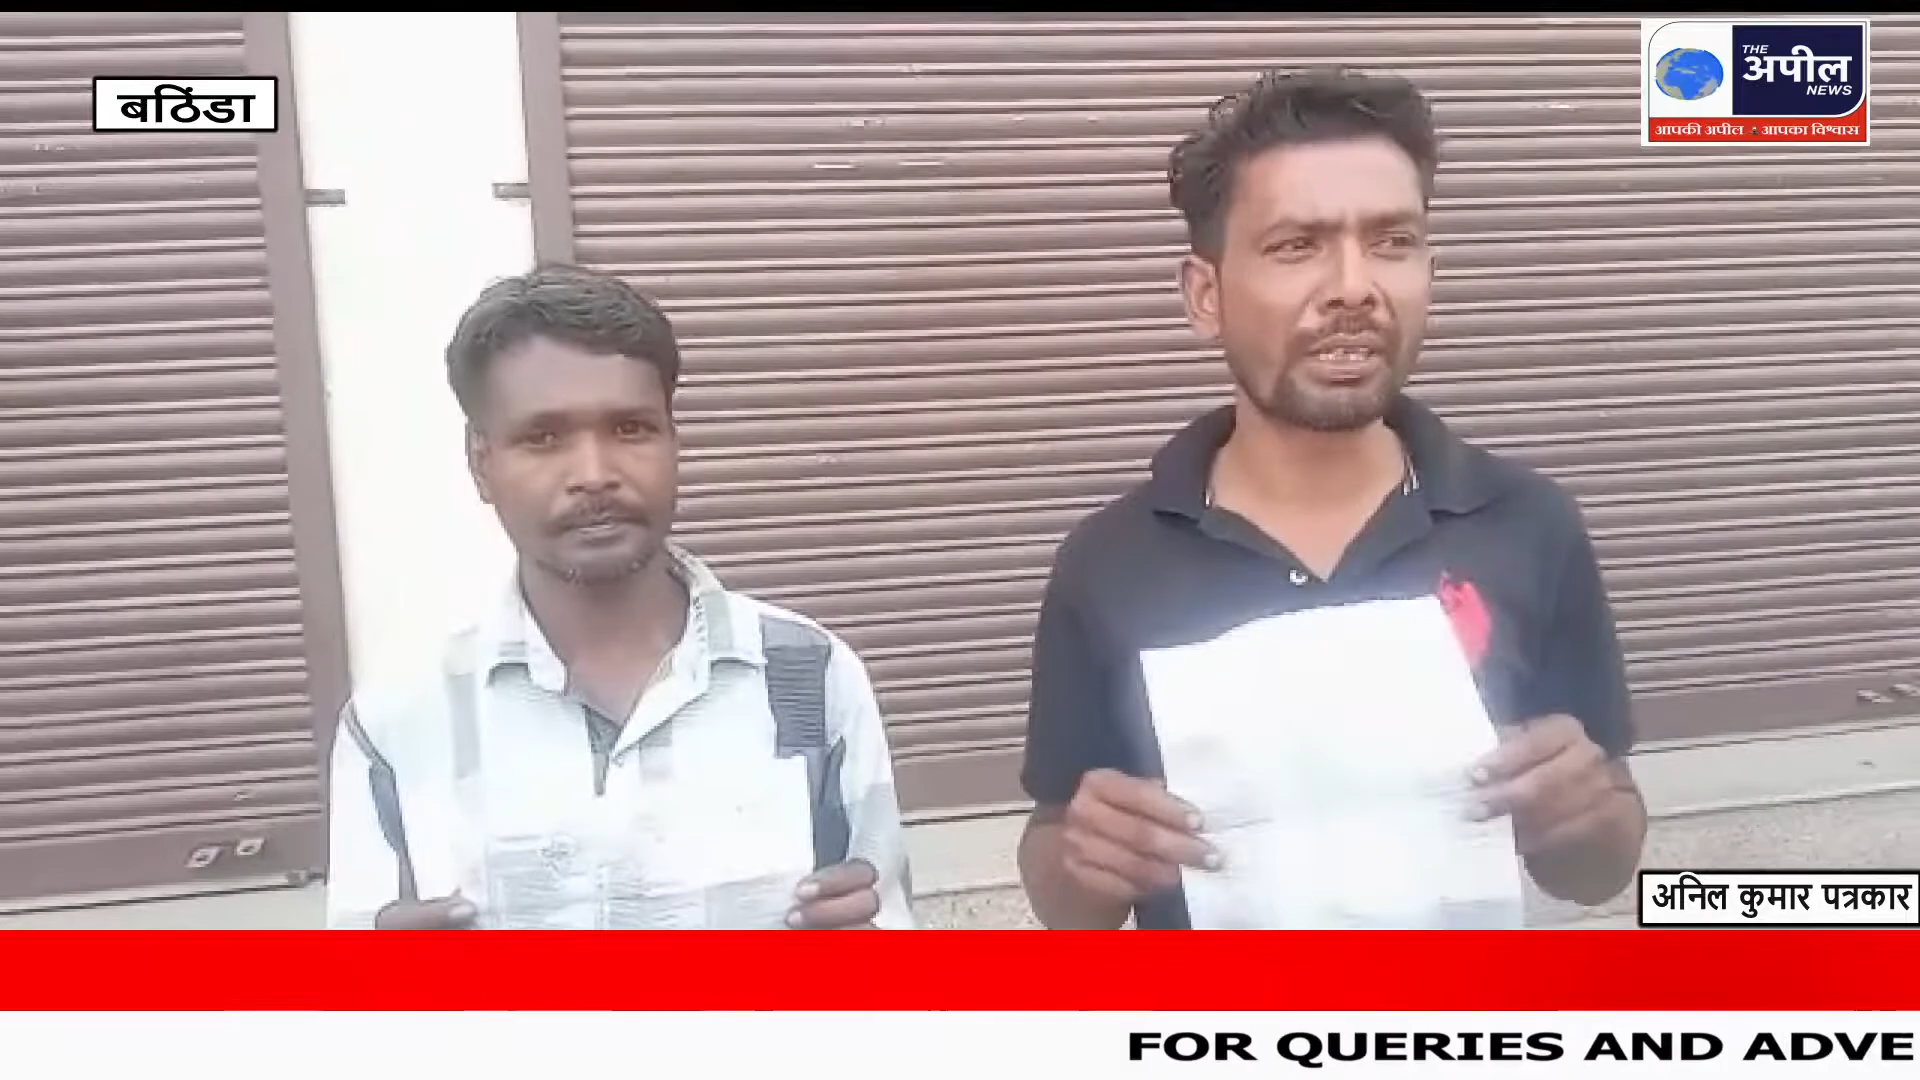 बठिंडा
THE
अपील
NEWS
आपकी अपील आपका विश्वास
अनिल कुमार पत्रकार
FOR QUERIES AND ADVE